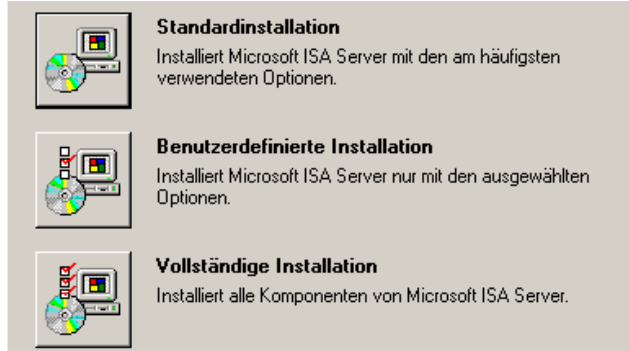 Standardinstallation
Installiert Microsoft ISA Server mit den am häufigsten
verwendeten Optionen.
Benutzerdefinierte Installation
Installiert Microsoft ISA Server nur mit den ausgewählten
Optionen.
Vollständige Installation
Installiert alle Komponenten von Microsoft ISA Server.